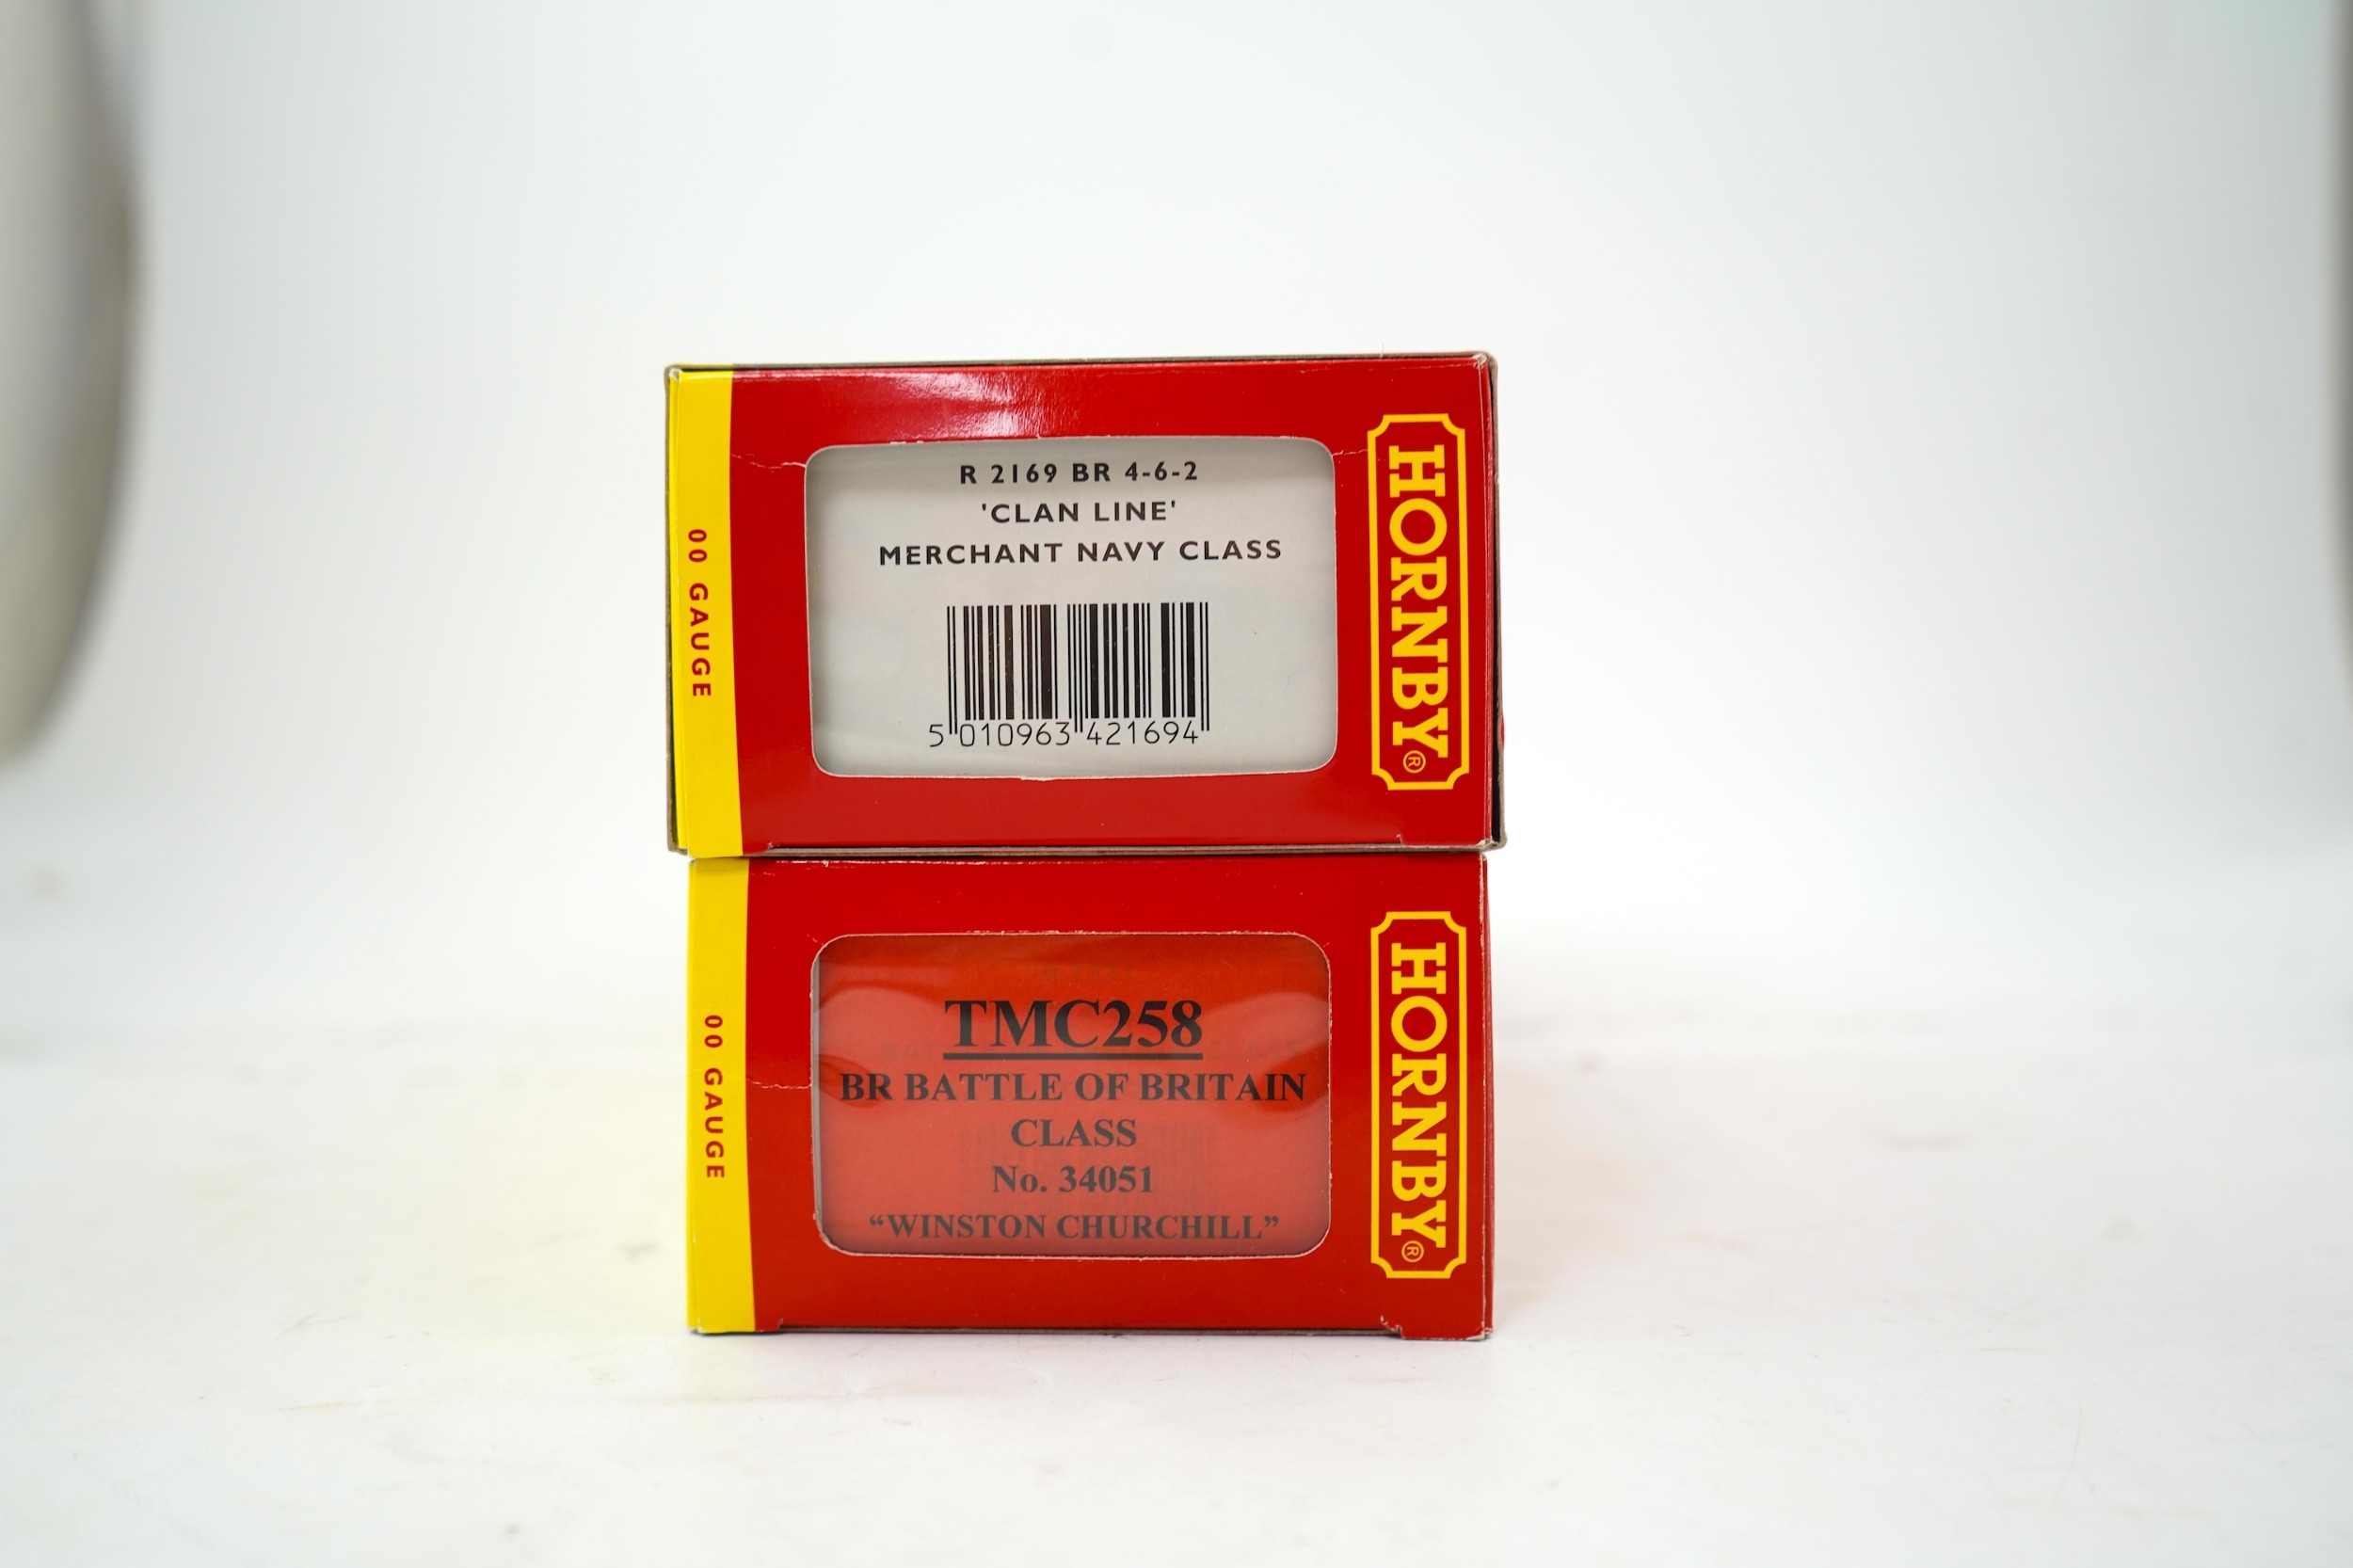 R 2169 BR 4-6-2
'CLAN LINE'
MERCHANT NAVY CLASS
5 010963 421694
00 GAUGE
HORNBY®
TMC258
BR BATTLE OF BRITAIN
CLASS
No. 34051
“WINSTON CHURCHILL”
00 GAUGE
HORNBY®